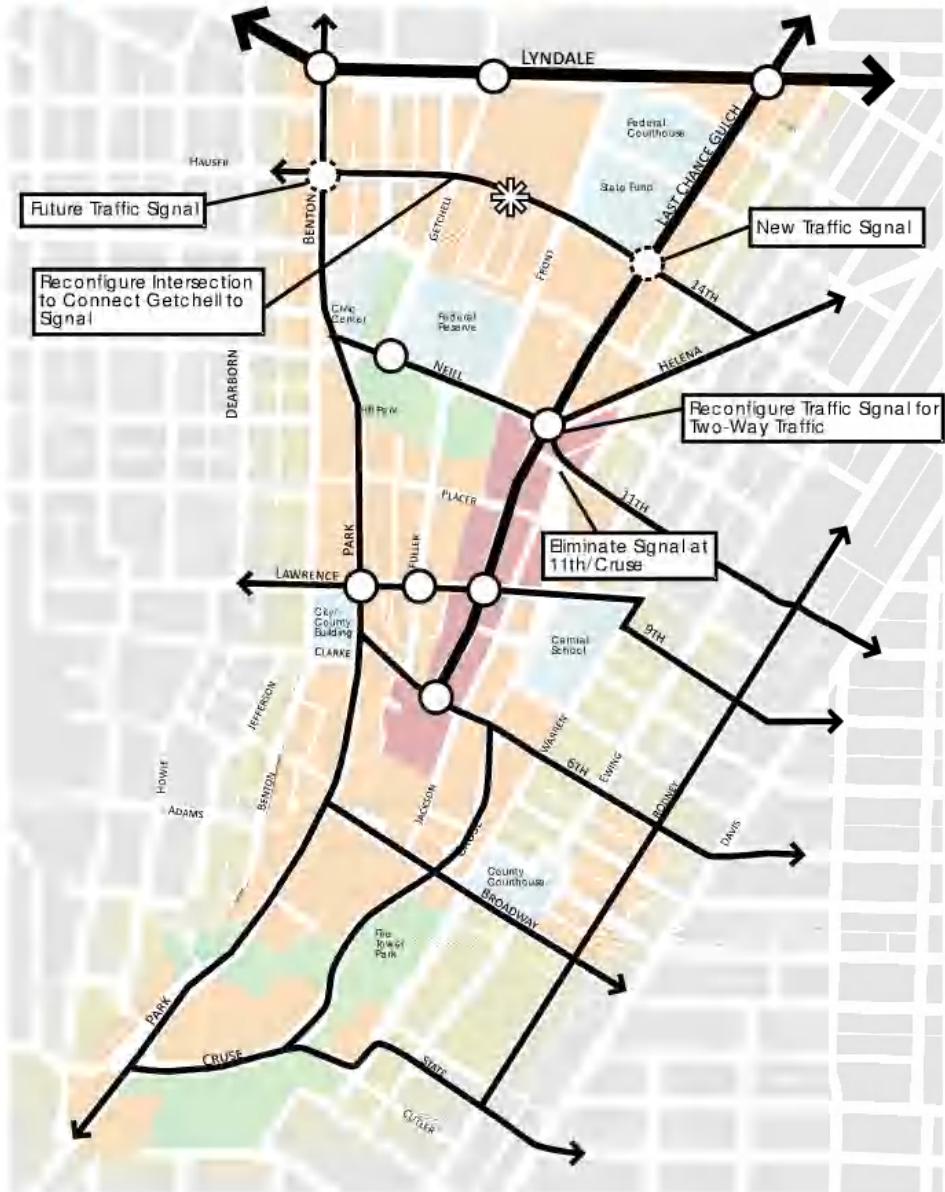 LYNDALE
Federal
Courthouse
LAST CHANCE GULCH
HAUSER
State Fund
Future Traffic Signal
BENTON
GETCHELL
New Traffic Signal
FRONT
Reconfigure Intersection
to Connect Getchell to
Signal
14TH
Civic
Center
Federal
Reserve
HELENA
NEILL
DEARBORN
Reconfigure Traffic Signal for
Two-Way Traffic
Hill Park
PLACER
11TH
PARK
FULLER
Eliminate Signal at
11th/Cruse
LAWRENCE
City/
County
Building
9TH
Central
School
CLARKE
JEFFERSON
WARREN
6TH
EWING
HOWIE
BENTON
ADAMS
JACKSON
RODNEY
DAVIS
CRUSE
County
Courthouse
BROADWAY
Fire
Tower
Park
PARK
CRUSE
STATE
CUTLER